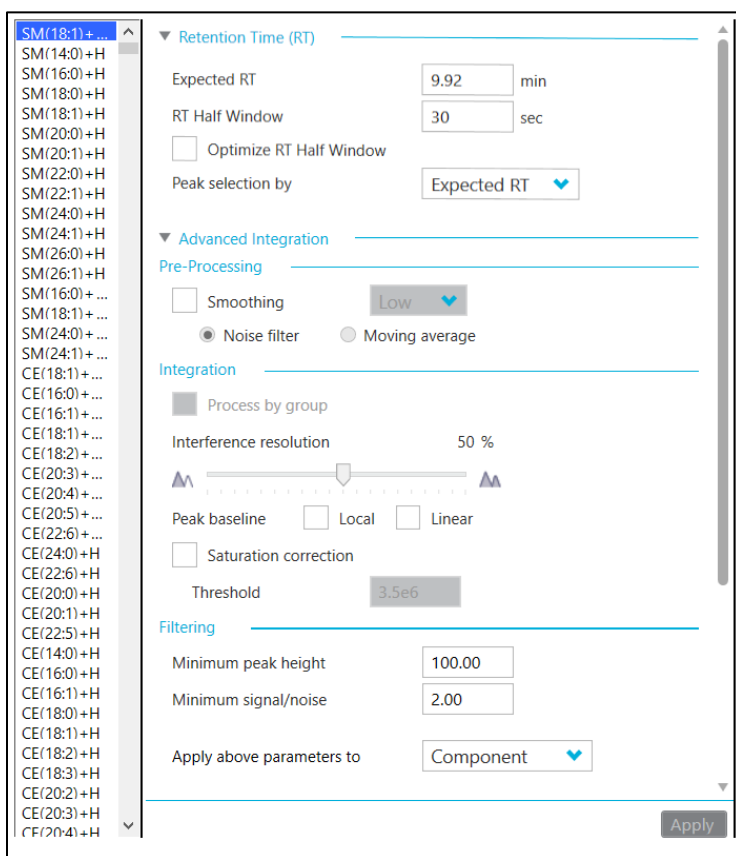 SM(18:1)+ ...
SM(14:0)+H
SM(16:0)+H
SM(18:0)+H
SM(18:1)+H
SM(20:0)+H
SM(20:1)+H
SM(22:0)+H
SM(22:1)+H
SM(24:0)+H
SM(24:1)+H
SM(26:0)+H
SM(26:1)+H
SM(16:0)+ ...
SM(18:1)+ ...
SM(24:0)+ ...
SM(24:1)+ ...
CE(18:1)+ ...
CE(16:0)+ ...
CE(16:1)+ ...
CE(18:1)+ ...
CE(18:2)+ ...
CE(20:3)+ ...
CE(20:4)+ ...
CE(20:5)+ ...
CE(22:6)+ ...
CE(24:0)+H
CE(22:6)+H
CE(20:0)+H
CE(20:1)+H
CE(22:5)+H
CE(14:0)+H
CE(16:0)+H
CE(16:1)+H
CE(18:0)+H
CE(18:1)+H
CE(18:2)+H
CE(18:3)+H
CE(20:2)+H
CE(20:3)+H
CE(20:4)+H
Retention Time (RT)
Expected RT 9.92 min
RT Half Window 30 sec
Optimize RT Half Window
Peak selection by Expected RT
Advanced Integration
Pre-Processing
Smoothing Low
Noise filter Moving average
Integration
Process by group
Interference resolution 50 %
Peak baseline Local Linear
Saturation correction
Threshold 3.5e6
Filtering
Minimum peak height 100.00
Minimum signal/noise 2.00
Apply above parameters to Component
Apply